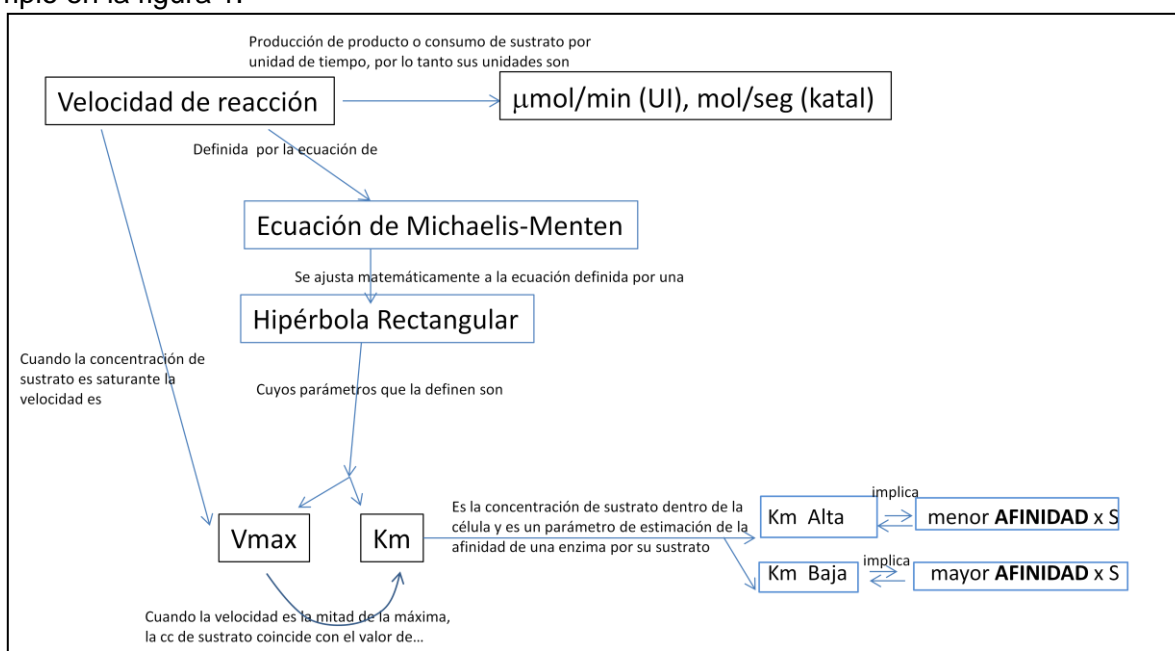 en la figura
Producción de producto o consumo de sustrato por
unidad de tiempo, por lo tanto sus unidades son
Velocidad de reacción
μmol/min (UI), mol/seg (katal)
Definida por la ecuación de
Ecuación de Michaelis-Menten
Se ajusta matemáticamente a la ecuación definida por una
Hipérbola Rectangular
Cuando la concentración de
sustrato es saturante la
velocidad es
Cuyos parámetros que la definen son
Vmax
Km
Es la concentración de sustrato dentro de la
célula y es un parámetro de estimación de la
afinidad de una enzima por su sustrato
Km Alta
implica
menor AFINIDAD x S
Km Baja
implica
mayor AFINIDAD x S
Cuando la velocidad es la mitad de la máxima,
la cc de sustrato coincide con el valor de...